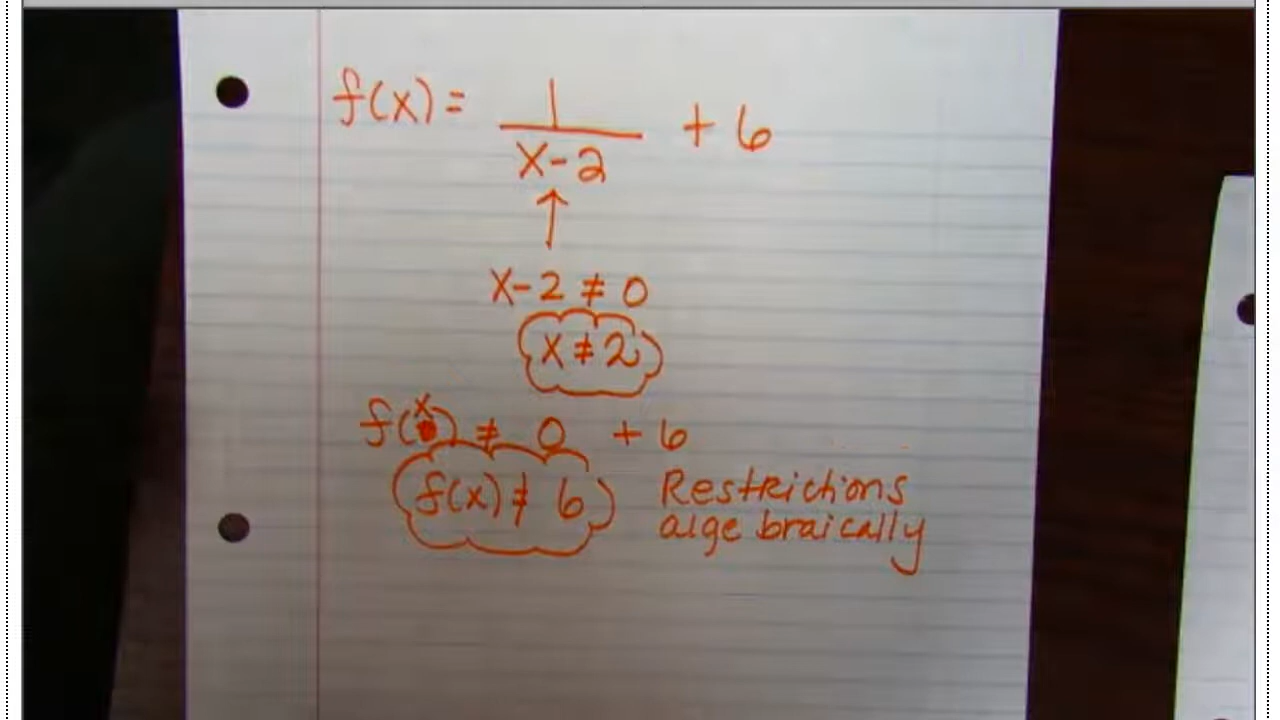 f(x) = 1
x-2 + 6
x-2 ≠ 0
x ≠ 2
f(x) ≠ 0 + 6
f(x) ≠ 6
Restrictions
algebraically